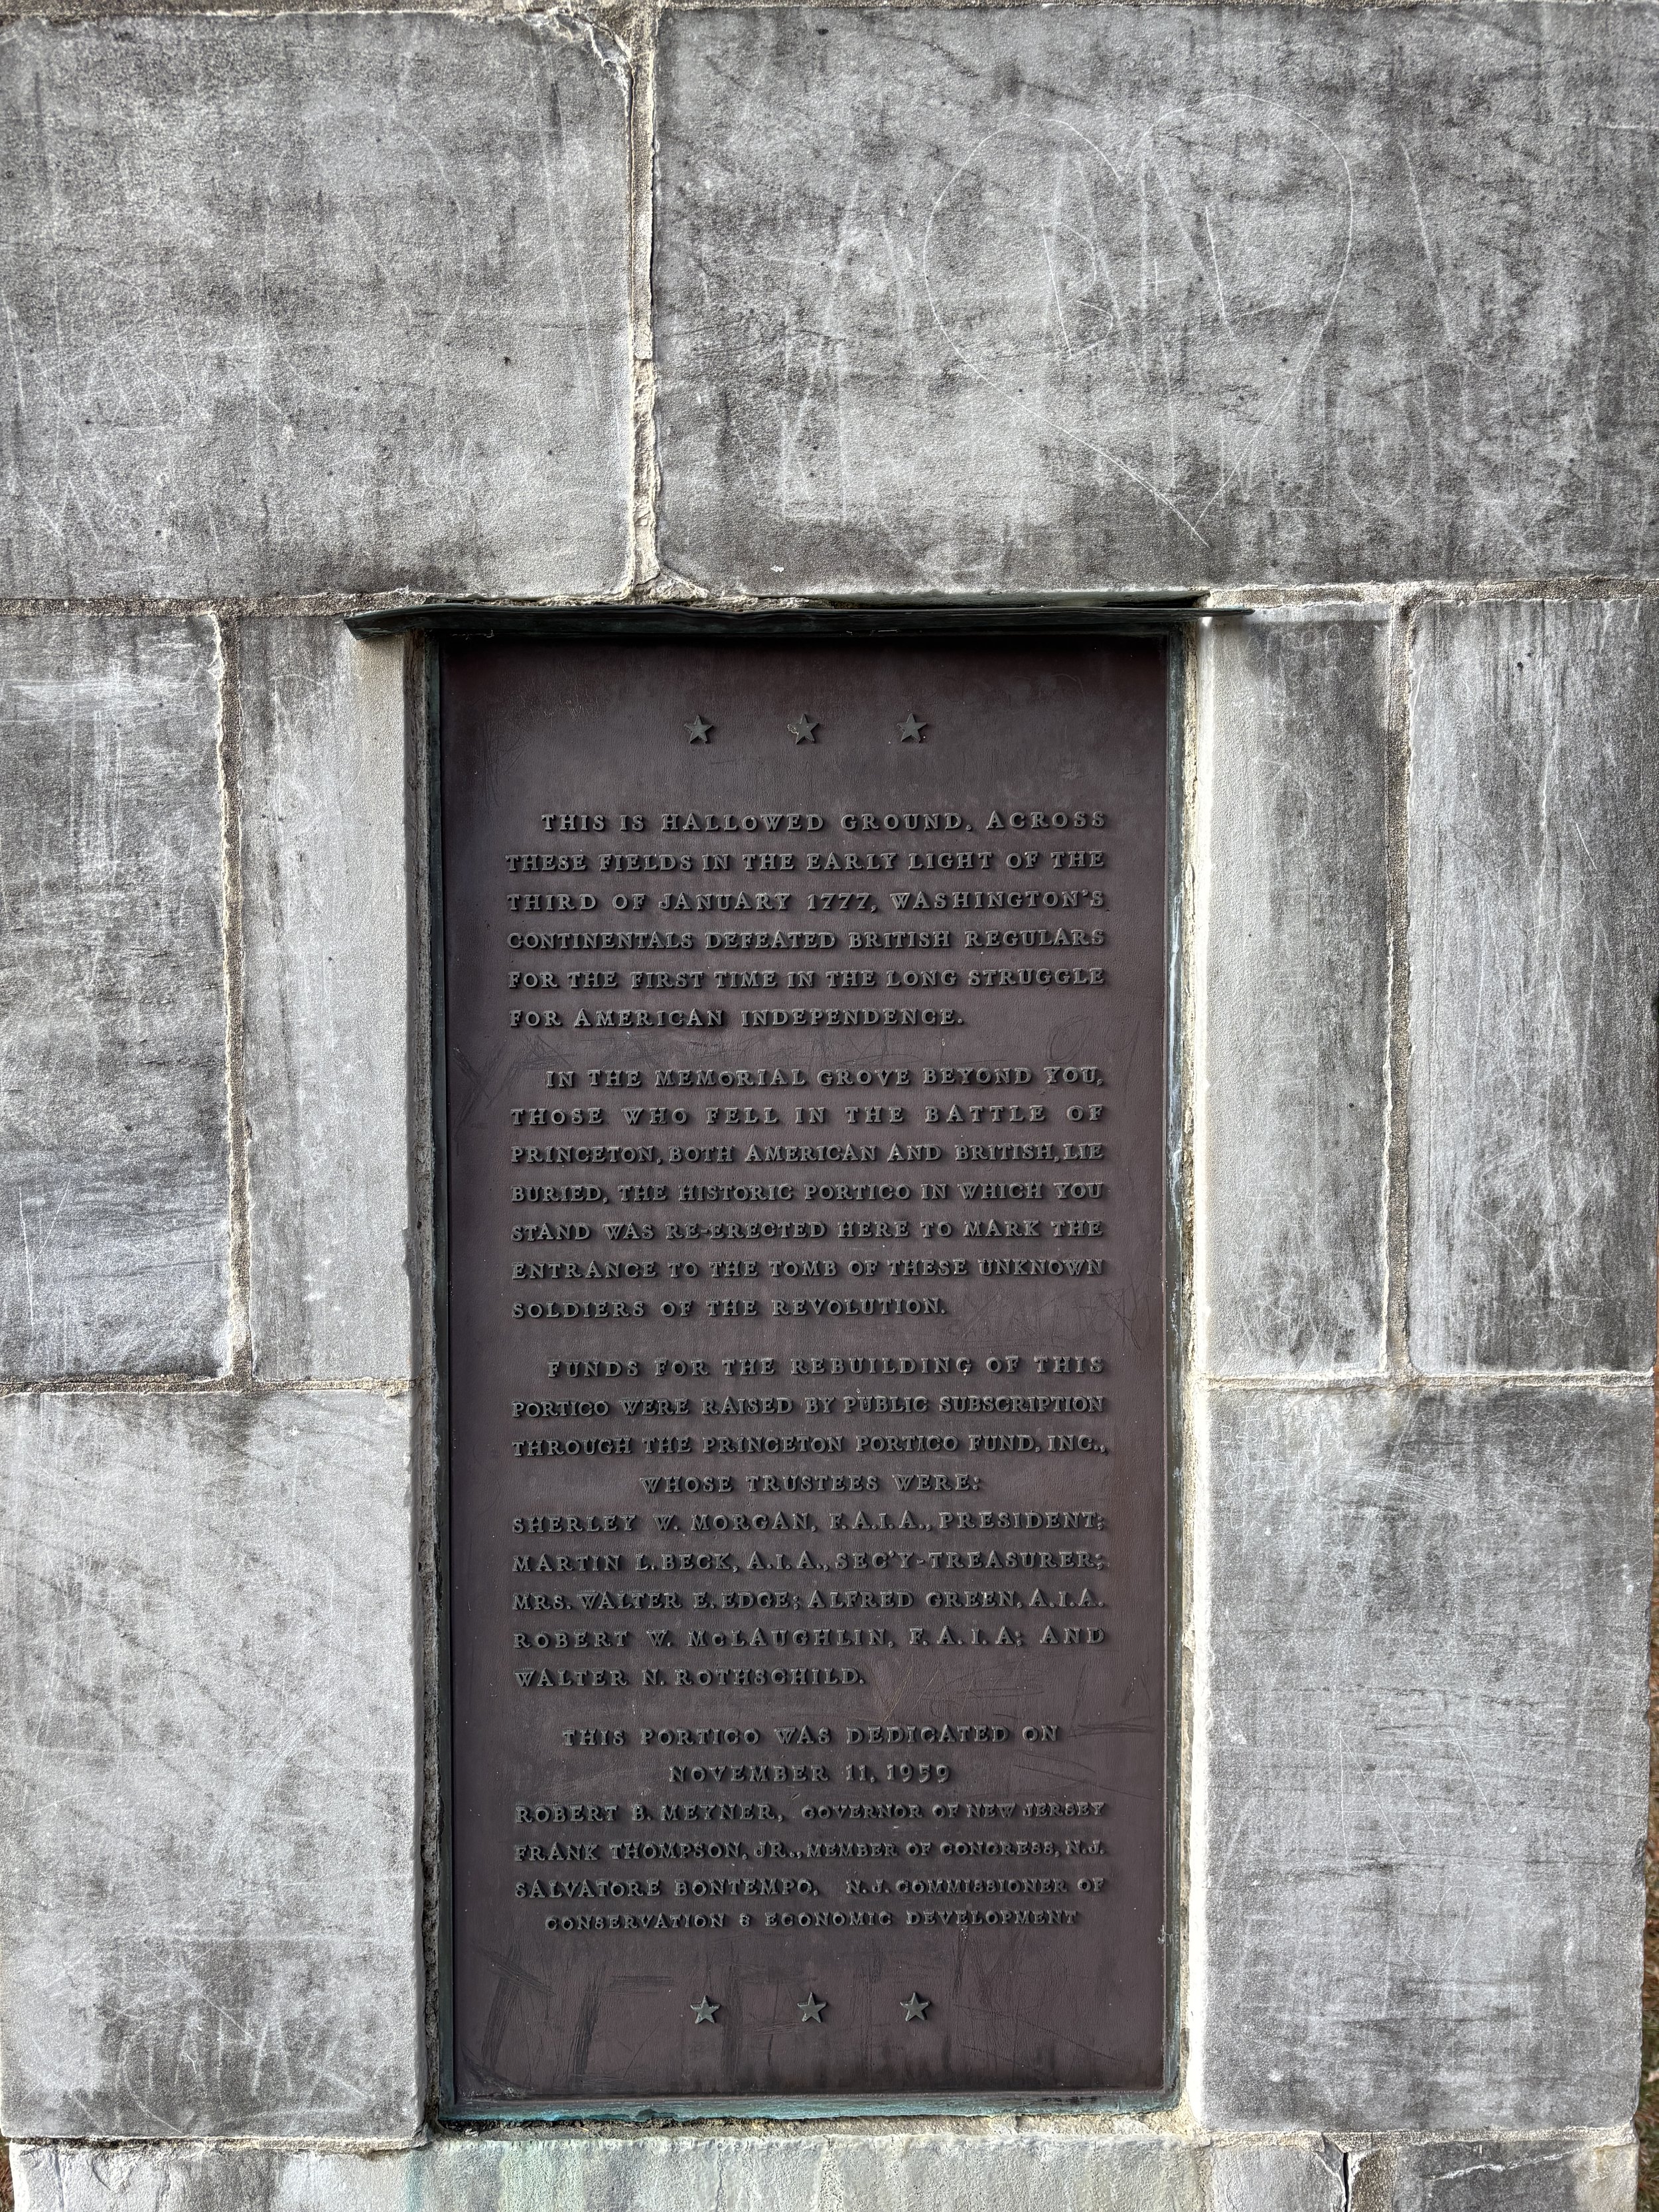 THIS IS HALLOWED GROUND. ACROSS
THESE FIELDS IN THE EARLY LIGHT OF THE
THIRD OF JANUARY 1777, WASHINGTON'S
CONTINENTALS DEFEATED BRITISH REGULARS
FOR THE FIRST TIME IN THE LONG STRUGGLE
FOR AMERICAN INDEPENDENCE.
IN THE MEMORIAL GROVE BEYOND YOU,
THOSE WHO FELL IN THE BATTLE OF
PRINCETON, BOTH AMERICAN AND BRITISH, LIE
BURIED, THE HISTORIC PORTICO IN WHICH YOU
STAND WAS RE-ERECTED HERE TO MARK THE
ENTRANCE TO THE TOMB OF THESE UNKNOWN
SOLDIERS OF THE REVOLUTION.
FUNDS FOR THE REBUILDING OF THIS
PORTICO WERE RAISED BY PUBLIC SUBSCRIPTION
THROUGH THE PRINCETON PORTICO FUND, INC.,
WHOSE TRUSTEES WERE:
SHERLEY W. MORGAN, F.A.I.A., PRESIDENT;
MARTIN L. BECK, A.I.A., SEC'Y-TREASURER;
MRS. WALTER E. EDGE; ALFRED GREEN, A.I.A.
ROBERT W. McLAUGHLIN, F.A.I.A; AND
WALTER N. ROTHSCHILD.
THIS PORTICO WAS DEDICATED ON
NOVEMBER 11, 1959
ROBERT B. MEYNER, GOVERNOR OF NEW JERSEY
FRANK THOMPSON, JR., MEMBER OF CONGRESS, N.J.
SALVATORE BONTEMPO, N.J. COMMISSIONER OF
CONSERVATION & ECONOMIC DEVELOPMENT